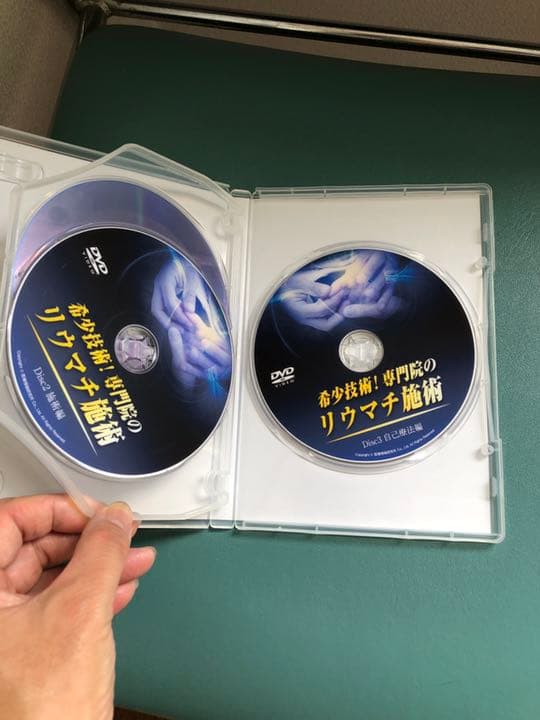 DVD
VIDEO
希少技術!専門院の
リウマチ施術
Disc2 施術編
DVD
VIDEO
希少技術!専門院の
リウマチ施術
Disc3 自己療法編